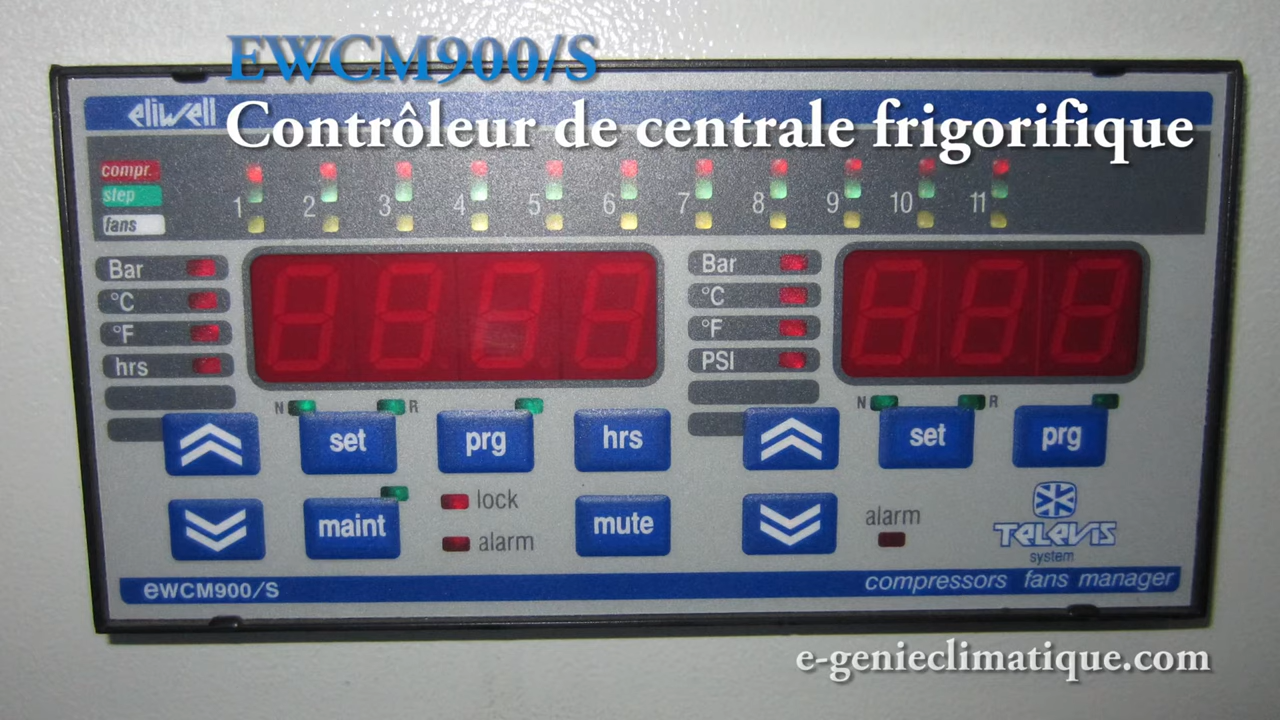 EWCM900/S
eliwell
Contrôleur de centrale frigorifique
compr.
step
fans
1 2 3 4 5 6 7 8 9 10 11
Bar
°C
°F
hrs
Bar
°C
°F
PSI
N R
set prg hrs
maint
lock
alarm
mute
N R
set prg
alarm
TELEVIS
system
eWCM900/S
compressors fans manager
e-genieclimatique.com